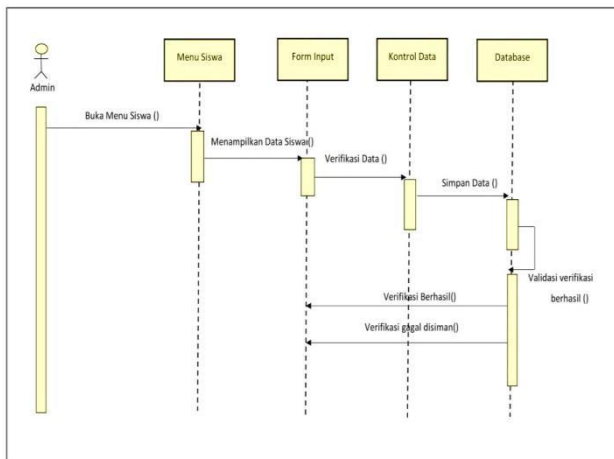 Menu Siswa
Form Input
Kontrol Data
Database
Admin
Buka Menu Siswa ()
Menampilkan Data Siswa()
Verifikasi Data ()
Simpan Data ()
Validasi verifikasi
berhasil ()
Verifikasi Berhasil()
Verifikasi gagal disiman()